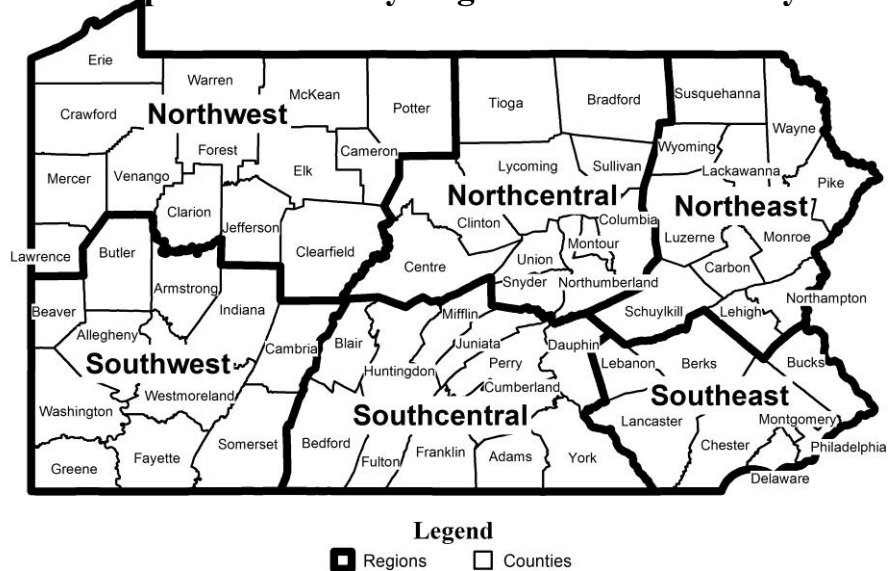 Erie
Warren
McKean
Potter
Tioga
Bradford
Susquehanna
Wayne
Crawford
Northwest
Cameron
Wyoming
Forest
Elk
Lycoming
Sullivan
Lackawanna
Mercer
Venango
Pike
Clarion
Jefferson
Northcentral
Northeast
Clinton
Columbia
Luzerne
Monroe
Montour
Lawrence
Butler
Clearfield
Centre
Union
Carbon
Armstrong
Snyder
Northumberland
Northampton
Beaver
Indiana
Schuylkill
Lehigh
Mifflin
Allegheny
Cambria
Blair
Juniata
Dauphin
Southwest
Huntingdon
Perry
Lebanon
Berks
Bucks
Cumberland
Westmoreland
Southeast
Washington
Southcentral
Lancaster
Montgomery
Somerset
Bedford
Franklin
Chester
Philadelphia
Greene
Fayette
Fulton
Adams
York
Delaware
Legend
Regions
Counties